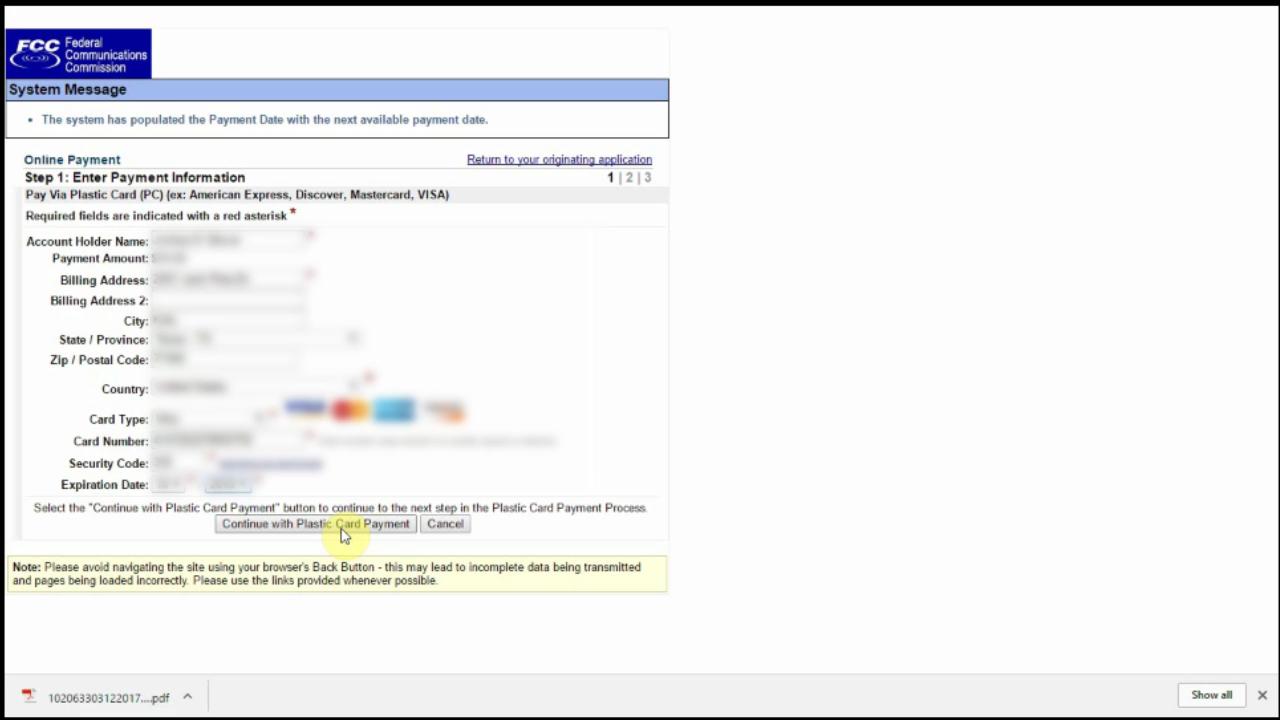 FCC Federal
Communications
Commission
System Message
• The system has populated the Payment Date with the next available payment date.
Online Payment Return to your originating application
Step 1: Enter Payment Information 1 | 2 | 3
Pay Via Plastic Card (PC) (ex: American Express, Discover, Mastercard, VISA)
Required fields are indicated with a red asterisk *
Account Holder Name:
Payment Amount:
Billing Address:
Billing Address 2:
City:
State / Province:
Zip / Postal Code:
Country:
Card Type:
Card Number:
Security Code:
Expiration Date:
Select the "Continue with Plastic Card Payment" button to continue to the next step in the Plastic Card Payment Process.
Continue with Plastic Card Payment Cancel
Note: Please avoid navigating the site using your browser's Back Button - this may lead to incomplete data being transmitted
and pages being loaded incorrectly. Please use the links provided whenever possible.
102063303122017....pdf Show all